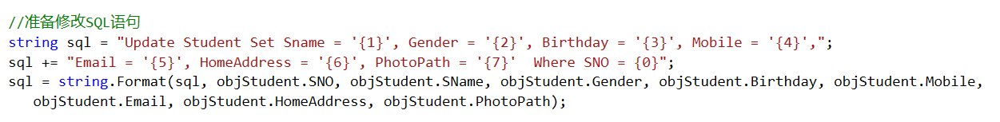 //准备修改SQL语句
string sql = "Update Student Set Sname = '{1}', Gender = '{2}', Birthday = '{3}', Mobile = '{4}',";
sql += "Email = '{5}', HomeAddress = '{6}', PhotoPath = '{7}'  Where SNO = {0}";
sql = string.Format(sql, objStudent.SNO, objStudent.SName, objStudent.Gender, objStudent.Birthday, objStudent.Mobile,
objStudent.Email, objStudent.HomeAddress, objStudent.PhotoPath);